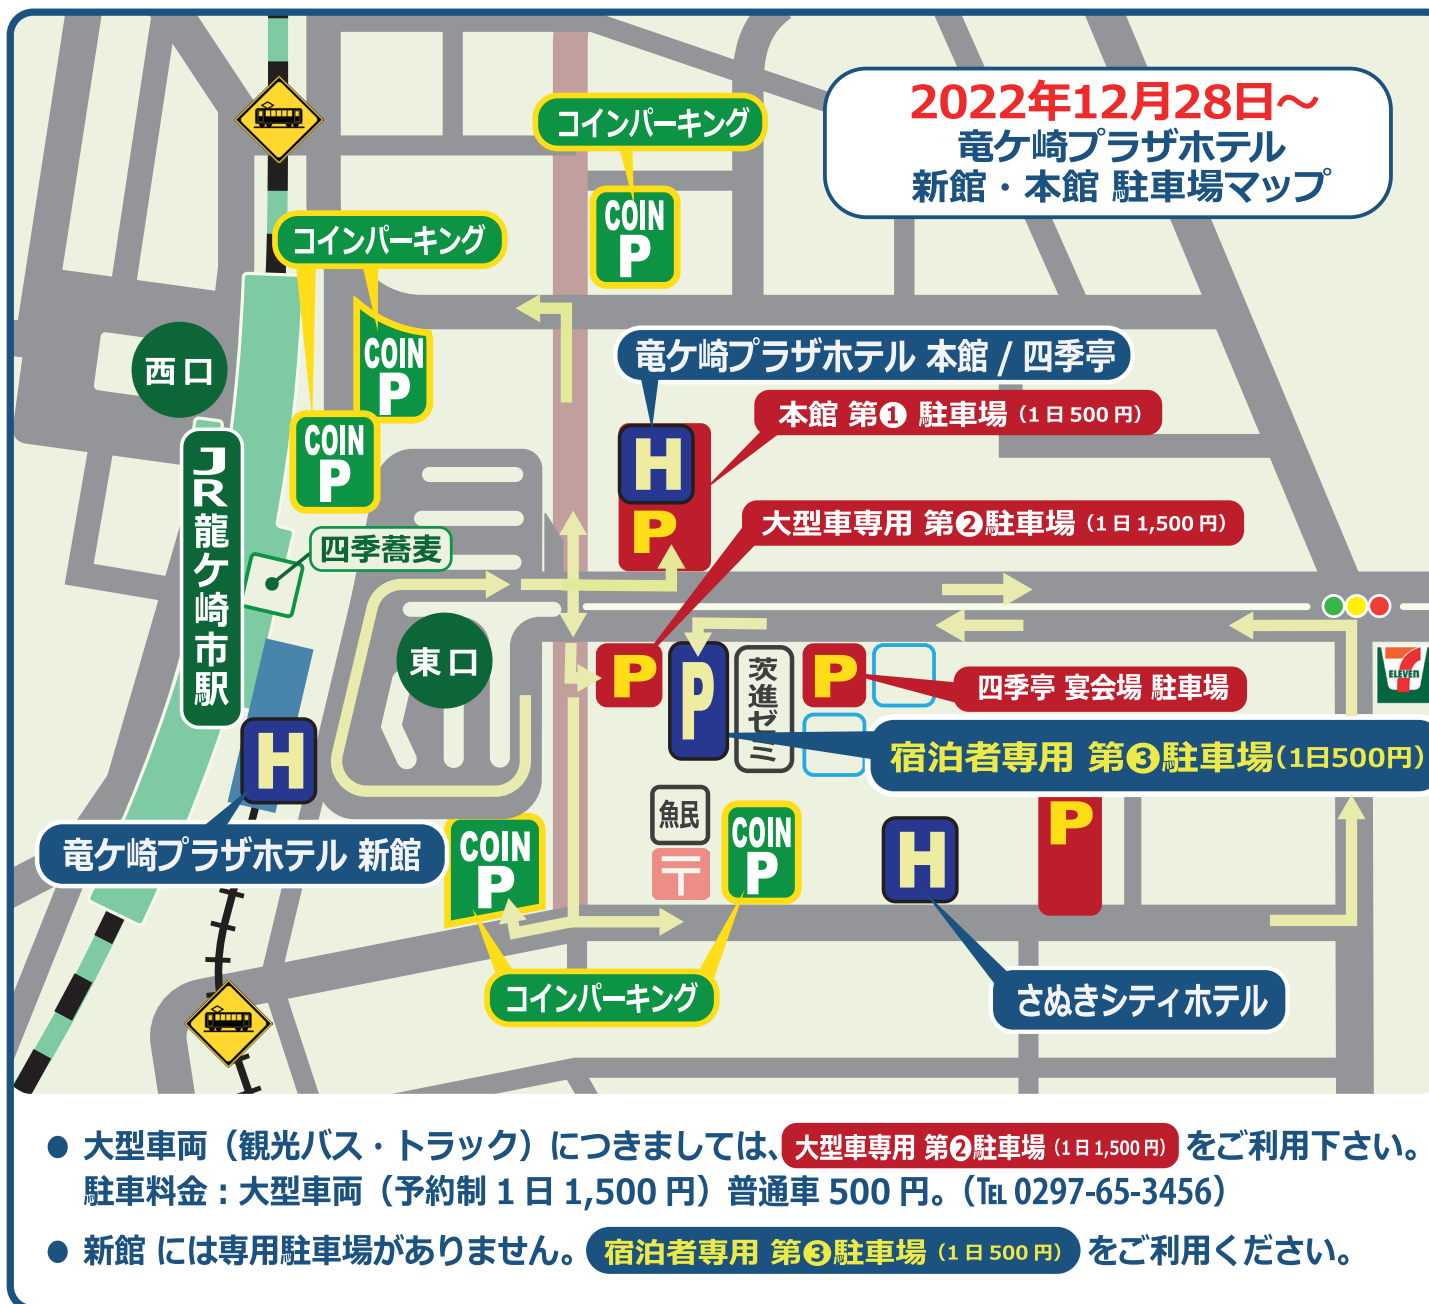 2022年12月28日～
竜ケ崎プラザホテル
新館・本館 駐車場マップ
コインパーキング
COIN
P
コインパーキング
COIN
P
COIN
P
西口
竜ケ崎プラザホテル 本館 / 四季亭
本館 第❶ 駐車場（1日500円）
H
P
JR龍ケ崎市駅
大型車専用 第❷駐車場（1日1,500円）
四季蕎麦
東口
P
P
茨進ゼミ
P
四季亭 宴会場 駐車場
ELEVEN
宿泊者専用 第❸駐車場（1日500円）
H
竜ケ崎プラザホテル 新館
COIN
P
魚民
〒
COIN
P
H
P
コインパーキング
さぬきシティホテル
● 大型車両（観光バス・トラック）につきましては、大型車専用 第❷駐車場（1日1,500円） をご利用下さい。
駐車料金：大型車両（予約制1日1,500円）普通車500円。（TEL 0297-65-3456）
● 新館 には専用駐車場がありません。宿泊者専用 第❸駐車場（1日500円） をご利用ください。